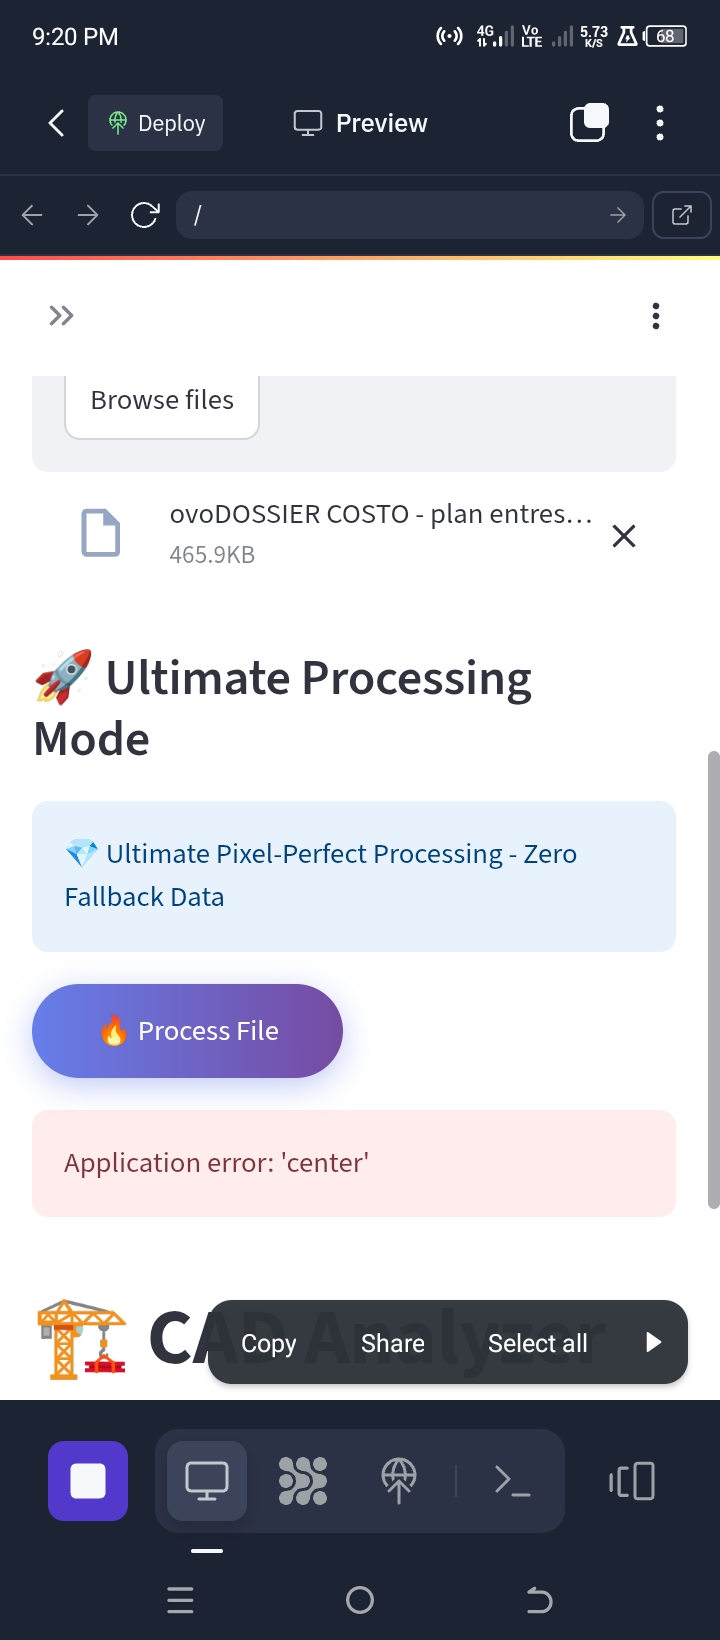 9:20 PM
4G Vo LTE 5.73 K/S 68
Deploy Preview
/
Browse files
ovoDOSSIER COSTO - plan entres...
465.9KB
🚀 Ultimate Processing
Mode
💎 Ultimate Pixel-Perfect Processing - Zero
Fallback Data
🔥 Process File
Application error: 'center'
🏗️ CAD Analyzer
Copy Share Select all